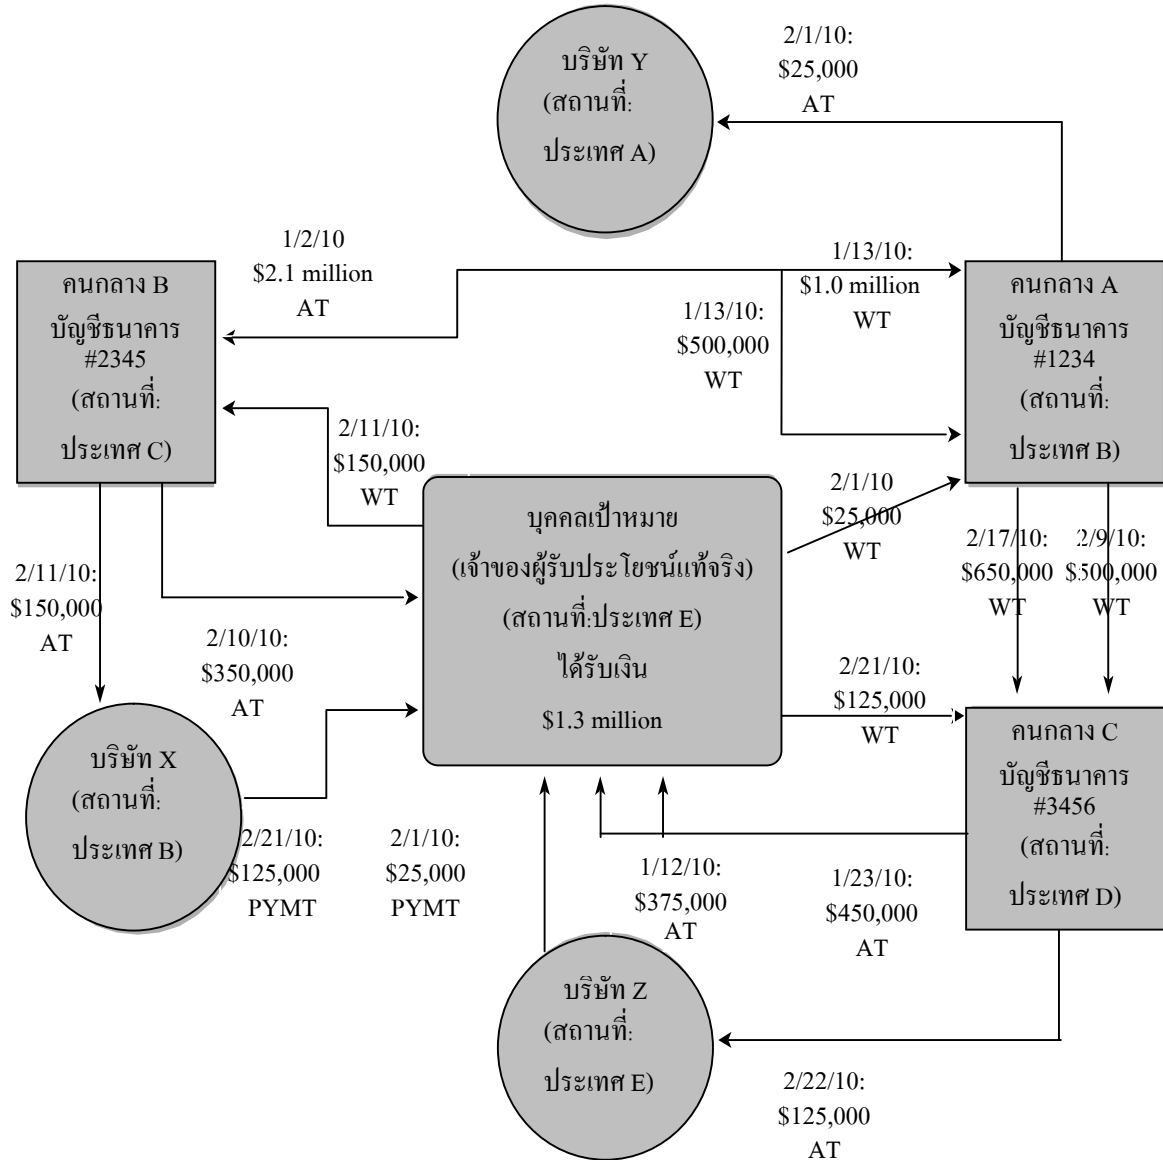 บริษัท Y
(สถานที่:
ประเทศ A)
2/1/10:
$25,000
AT
1/2/10
$2.1 million
AT
1/13/10:
$1.0 million
WT
1/13/10:
$500,000
WT
คนกลาง B
บัญชีธนาคาร
#2345
(สถานที่:
ประเทศ C)
คนกลาง A
บัญชีธนาคาร
#1234
(สถานที่:
ประเทศ B)
2/11/10:
$150,000
WT
บุคคลเป้าหมาย
(เจ้าของผู้รับประโยชน์แท้จริง)
(สถานที่:ประเทศ E)
ได้รับเงิน
$1.3 million
2/1/10
$25,000
WT
2/17/10:
$650,000
WT
2/9/10:
$500,000
WT
2/11/10:
$150,000
AT
2/10/10:
$350,000
AT
2/21/10:
$125,000
WT
บริษัท X
(สถานที่:
ประเทศ B)
คนกลาง C
บัญชีธนาคาร
#3456
(สถานที่:
ประเทศ D)
2/21/10:
$125,000
PYMT
2/1/10:
$25,000
PYMT
1/12/10:
$375,000
AT
1/23/10:
$450,000
AT
บริษัท Z
(สถานที่:
ประเทศ E)
2/22/10:
$125,000
AT